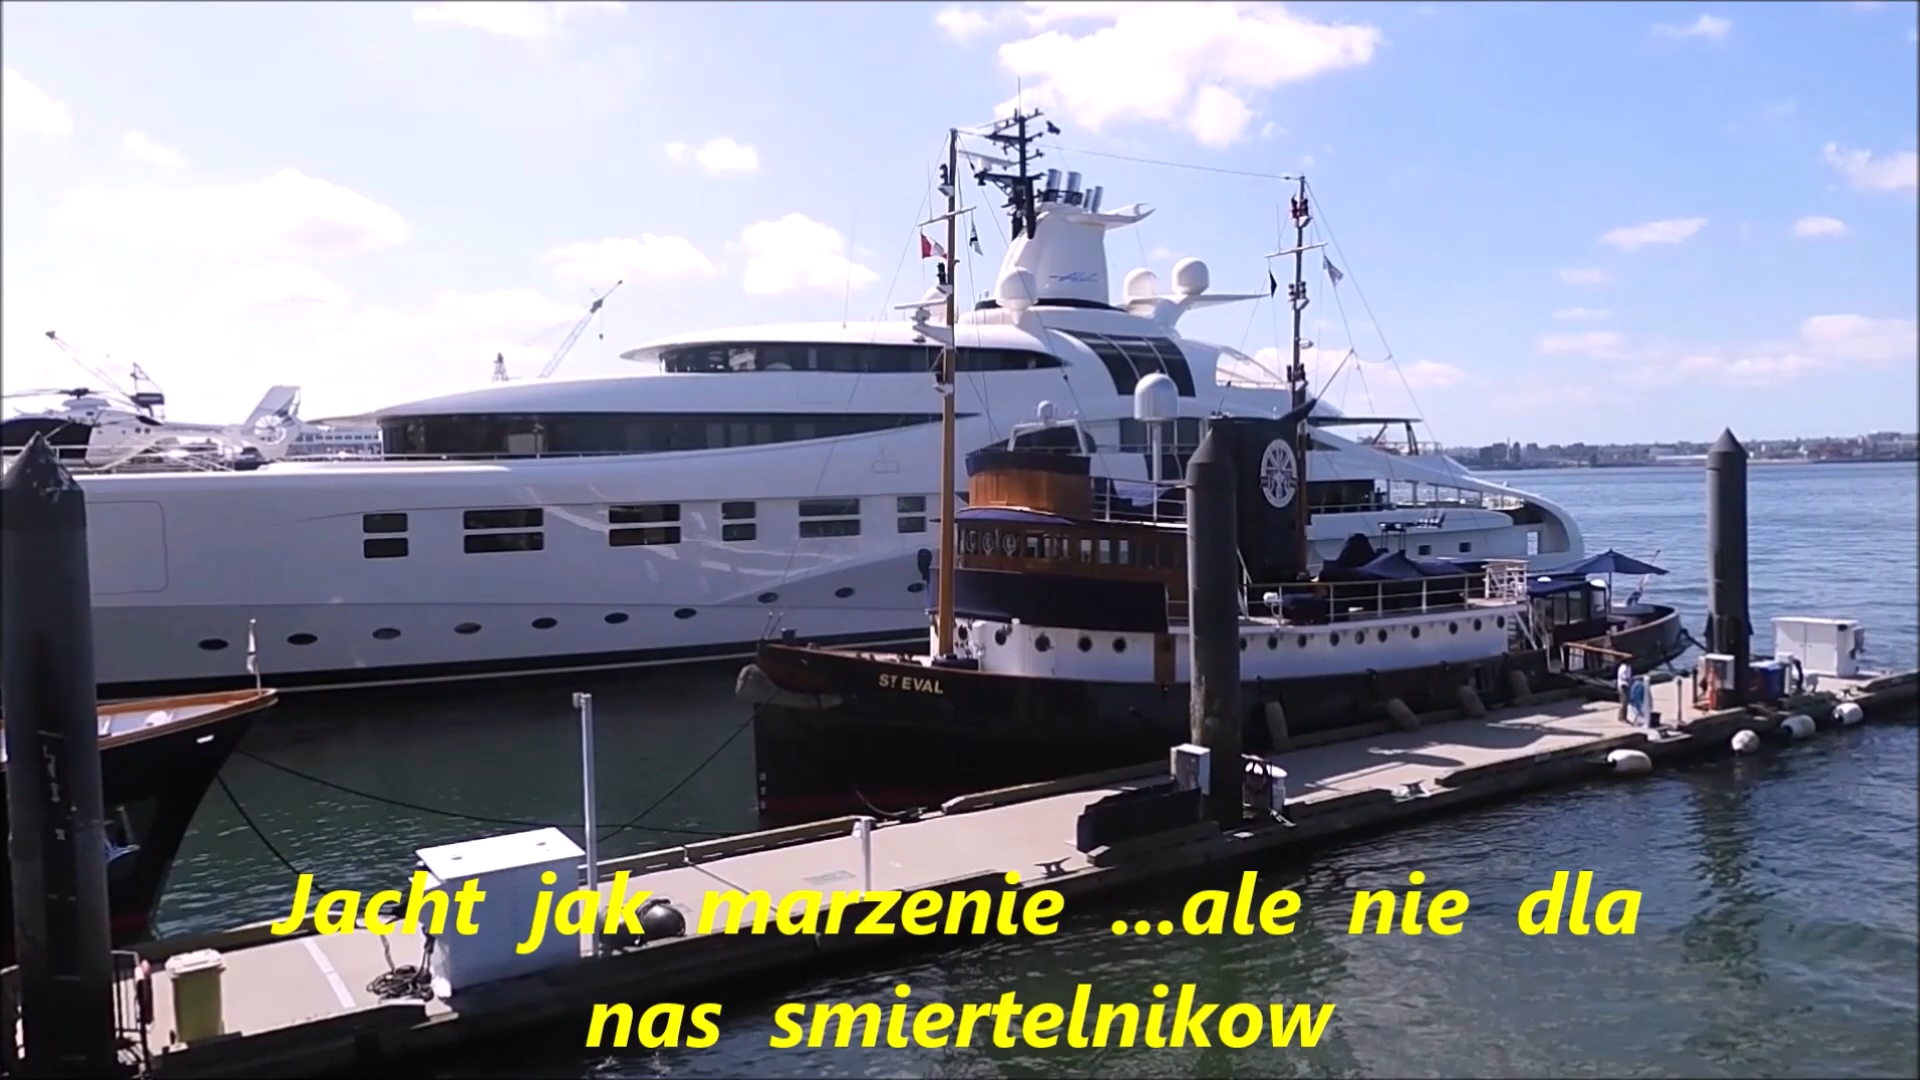 ST EVAL
Jacht jak marzenie ...ale nie dla
nas smiertelnikow